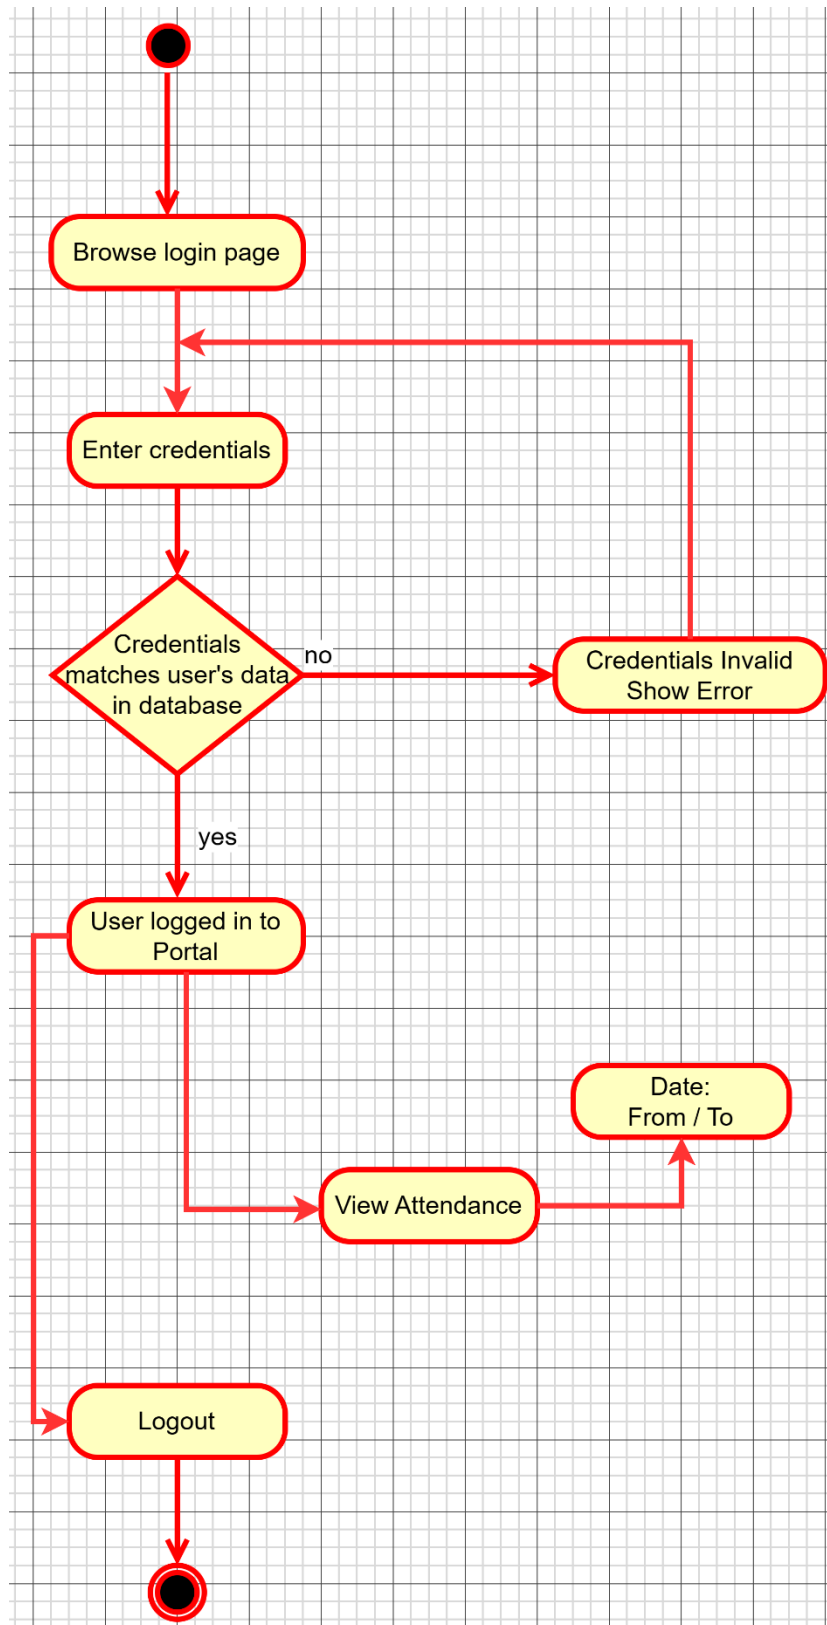 Browse login page
Enter credentials
Credentials
matches user's data
in database
no
Credentials Invalid
Show Error
yes
User logged in to
Portal
Date:
From / To
View Attendance
Logout